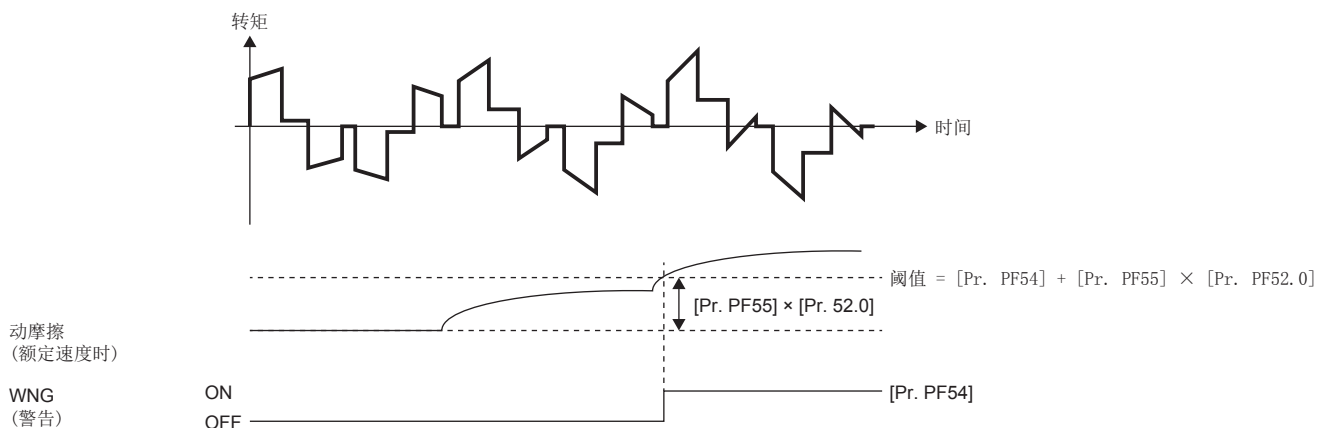 转矩
时间
阈值 = [Pr. PF54] + [Pr. PF55] × [Pr. PF52.0]
[Pr. PF55] × [Pr. 52.0]
动摩擦
(额定速度时)
WNG
(警告)
ON
[Pr. PF54]
OFF